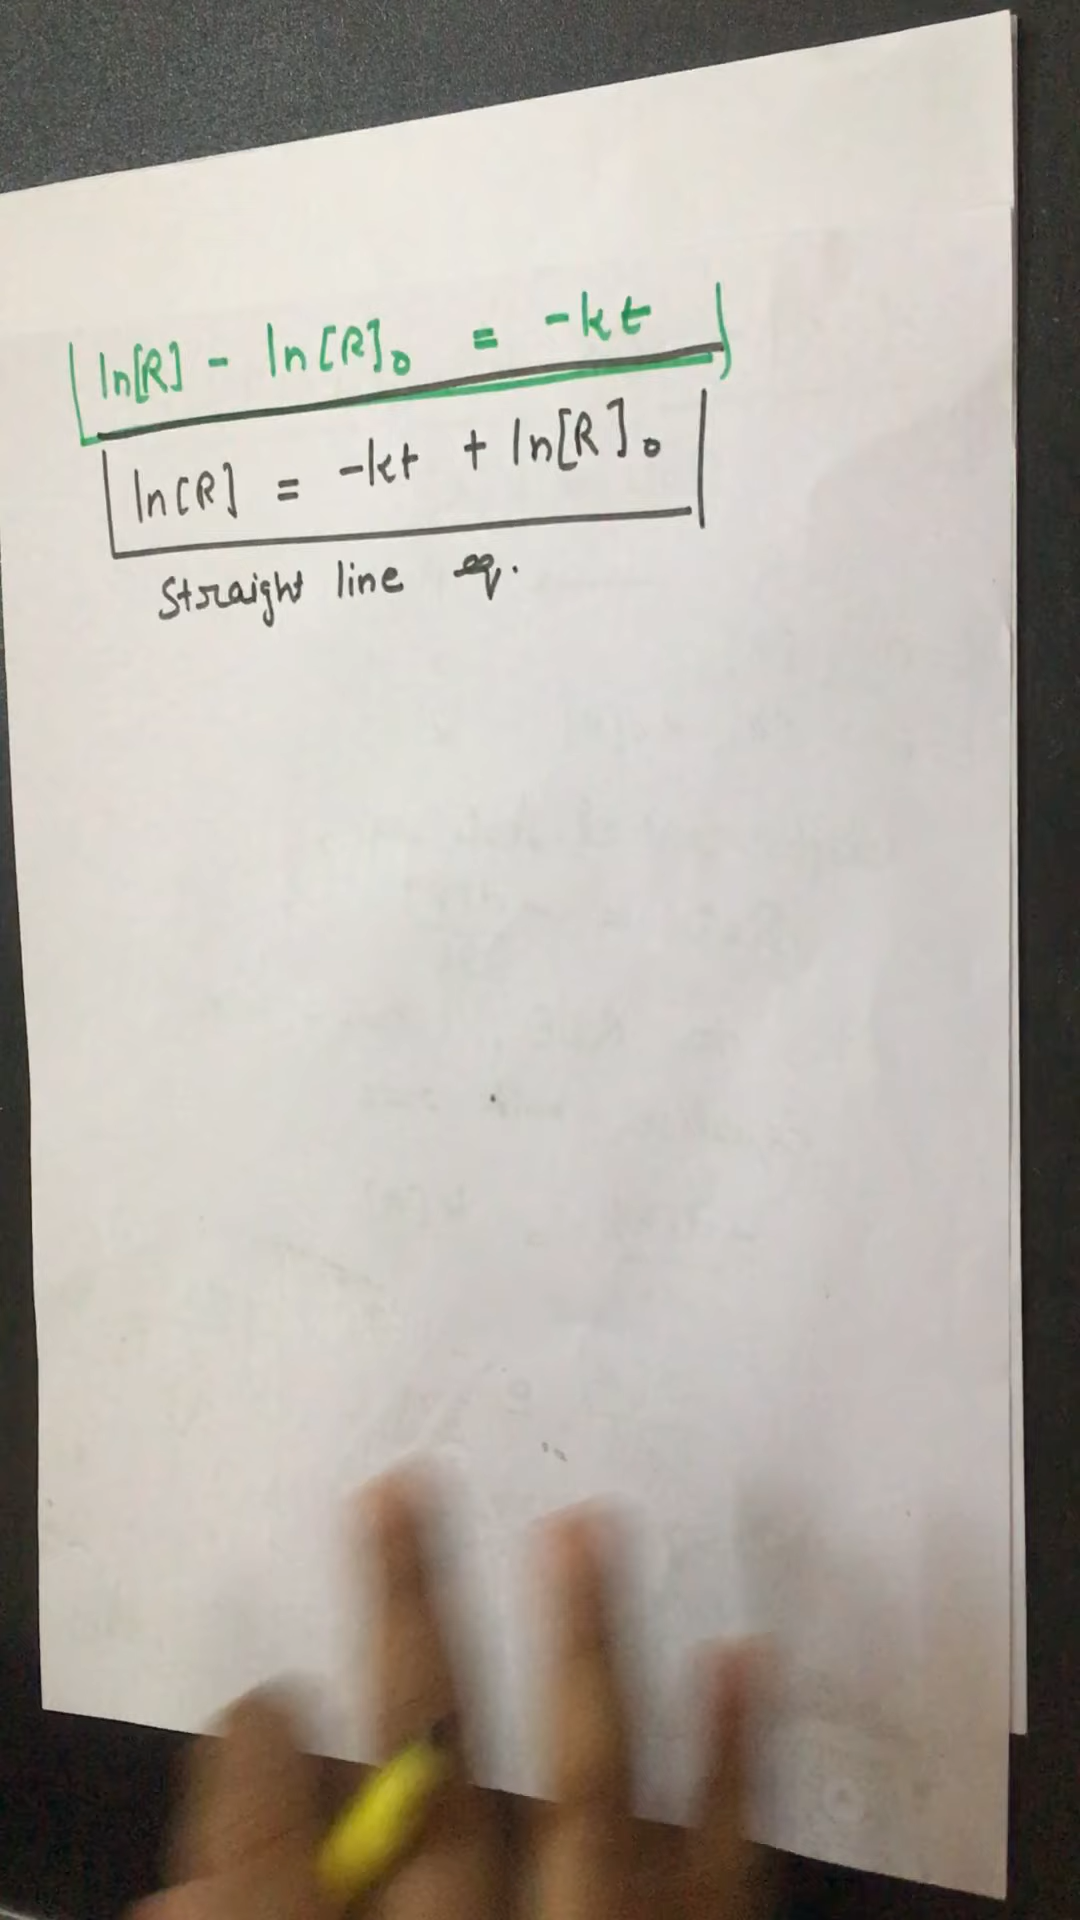 ln[R] - ln[R]₀ = -kt
ln[R] = -kt + ln[R]₀
Straight line eq.